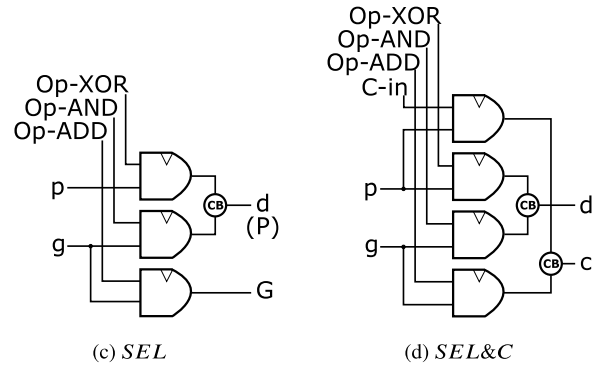 Op-XOR
Op-AND
Op-ADD
p
g
CB
d
(P)
G
(c) SEL
Op-XOR
Op-AND
Op-ADD
C-in
p
g
CB
d
CB
c
(d) SEL&C